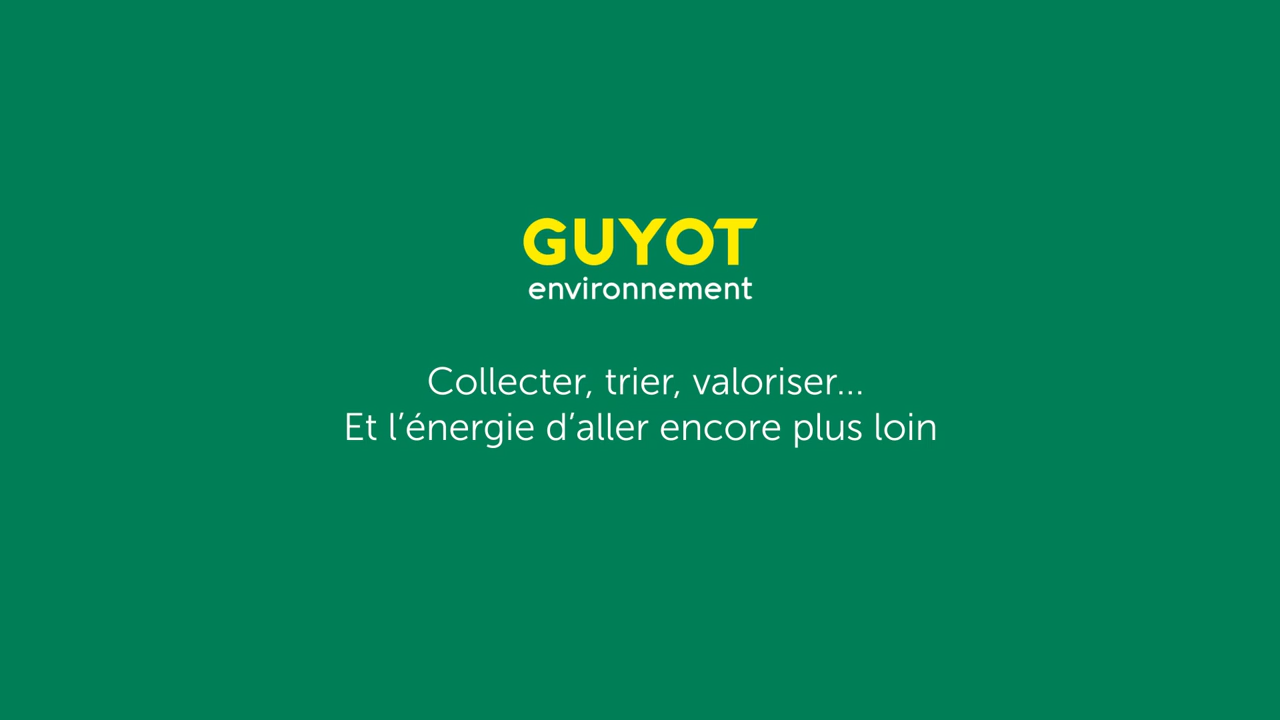 GUYOT
environnement
Collecter, trier, valoriser...
Et l’énergie d’aller encore plus loin